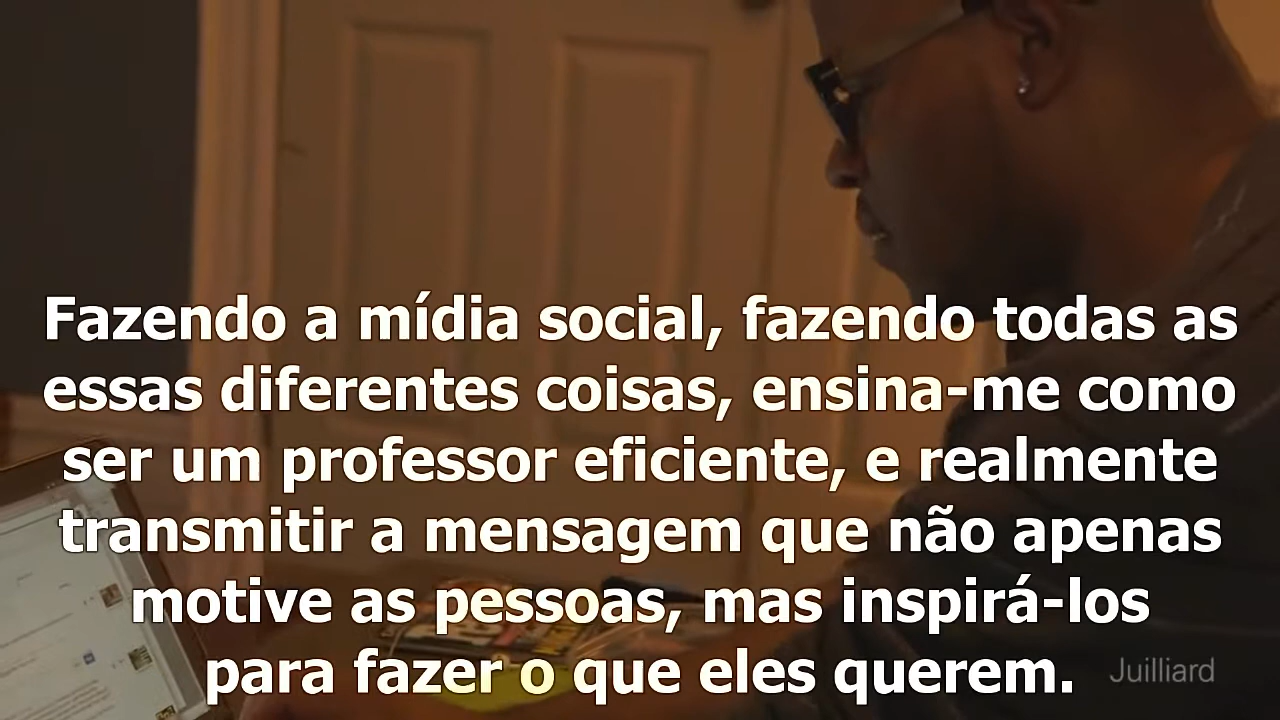 Fazendo a mídia social, fazendo todas as
essas diferentes coisas, ensina-me como
ser um professor eficiente, e realmente
transmitir a mensagem que não apenas
motive as pessoas, mas inspirá-los
para fazer o que eles querem.
Juilliard